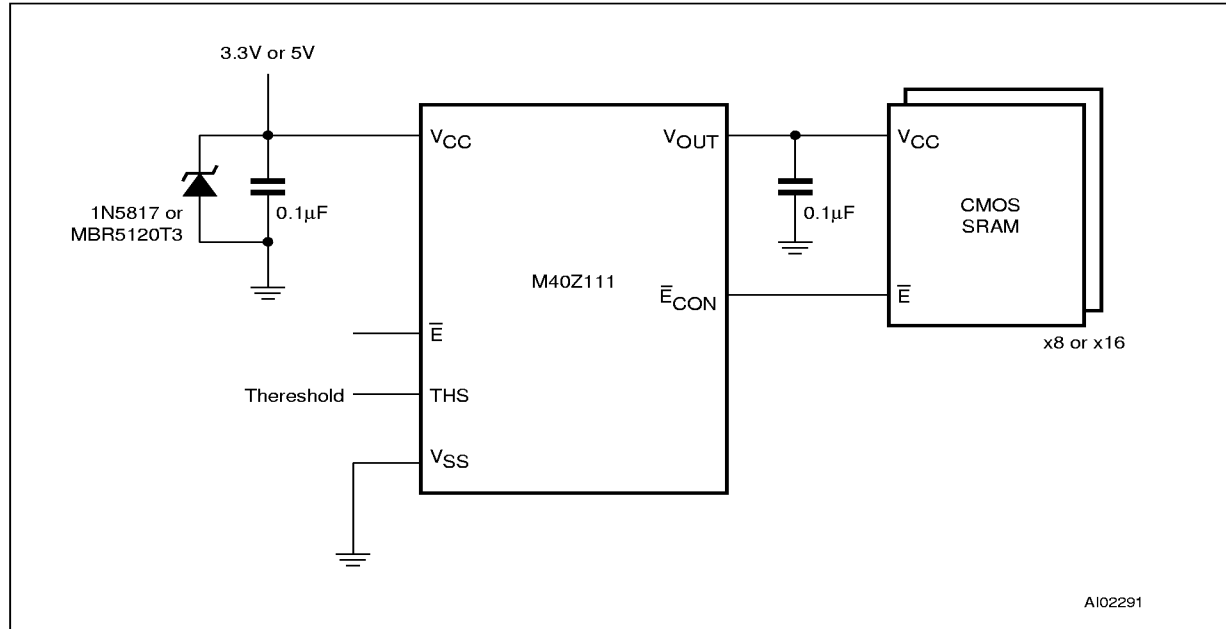 3.3V or 5V
VCC
VOUT
VCC
1N5817 or
MBR5120T3
0.1μF
0.1μF
CMOS
SRAM
M40Z111
E̅CON
E̅
x8 or x16
E̅
Thereshold
THS
VSS
AI02291